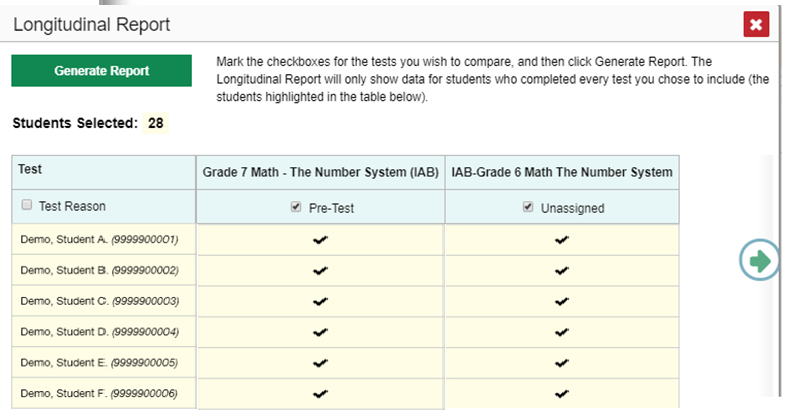 Longitudinal Report
Generate Report
Mark the checkboxes for the tests you wish to compare, and then click Generate Report. The
Longitudinal Report will only show data for students who completed every test you chose to include (the
students highlighted in the table below).
Students Selected: 28
Test Grade 7 Math - The Number System (IAB) IAB-Grade 6 Math The Number System
Test Reason Pre-Test Unassigned
Demo, Student A. (9999900001)
Demo, Student B. (9999900002)
Demo, Student C. (9999900003)
Demo, Student D. (9999900004)
Demo, Student E. (9999900005)
Demo, Student F. (9999900006)